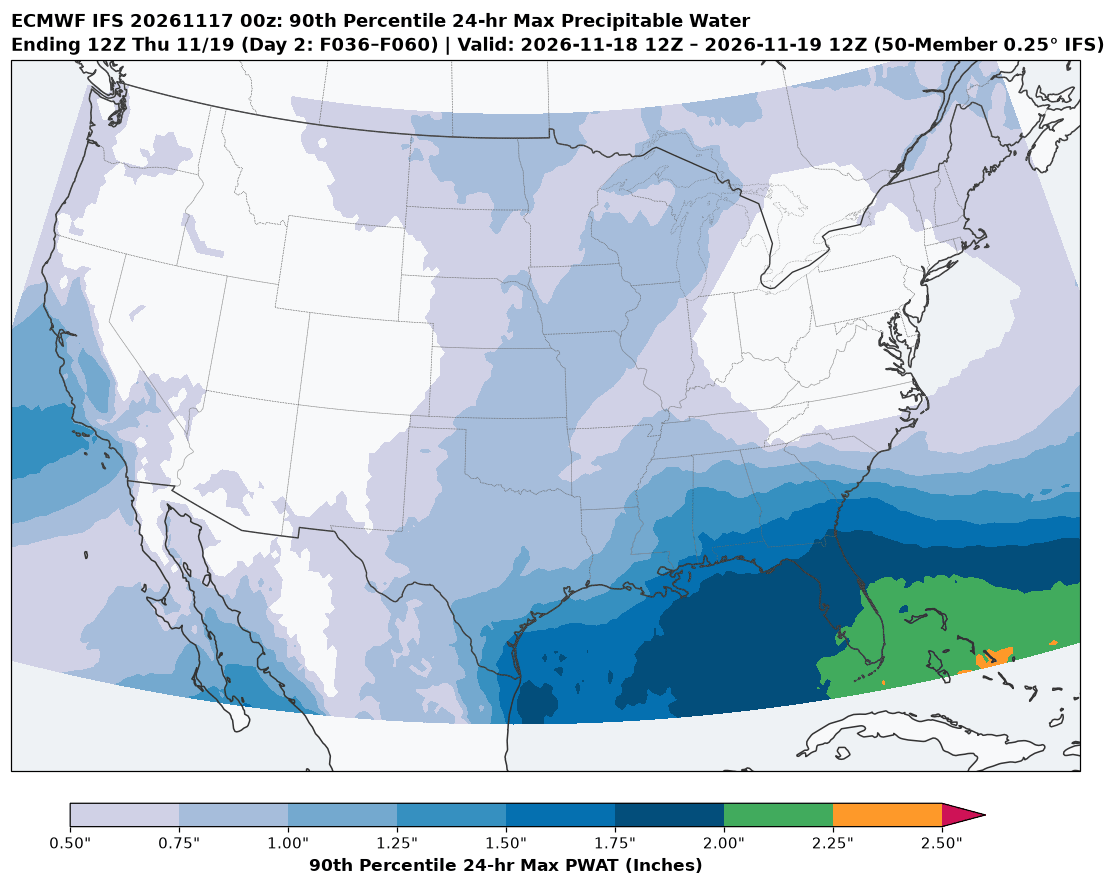 ECMWF IFS 20261117 00z: 90th Percentile 24-hr Max Precipitable Water
Ending 12Z Thu 11/19 (Day 2: F036–F060) | Valid: 2026-11-18 12Z – 2026-11-19 12Z (50-Member 0.25° IFS)
0.50" 0.75" 1.00" 1.25" 1.50" 1.75" 2.00" 2.25" 2.50"
90th Percentile 24-hr Max PWAT (Inches)